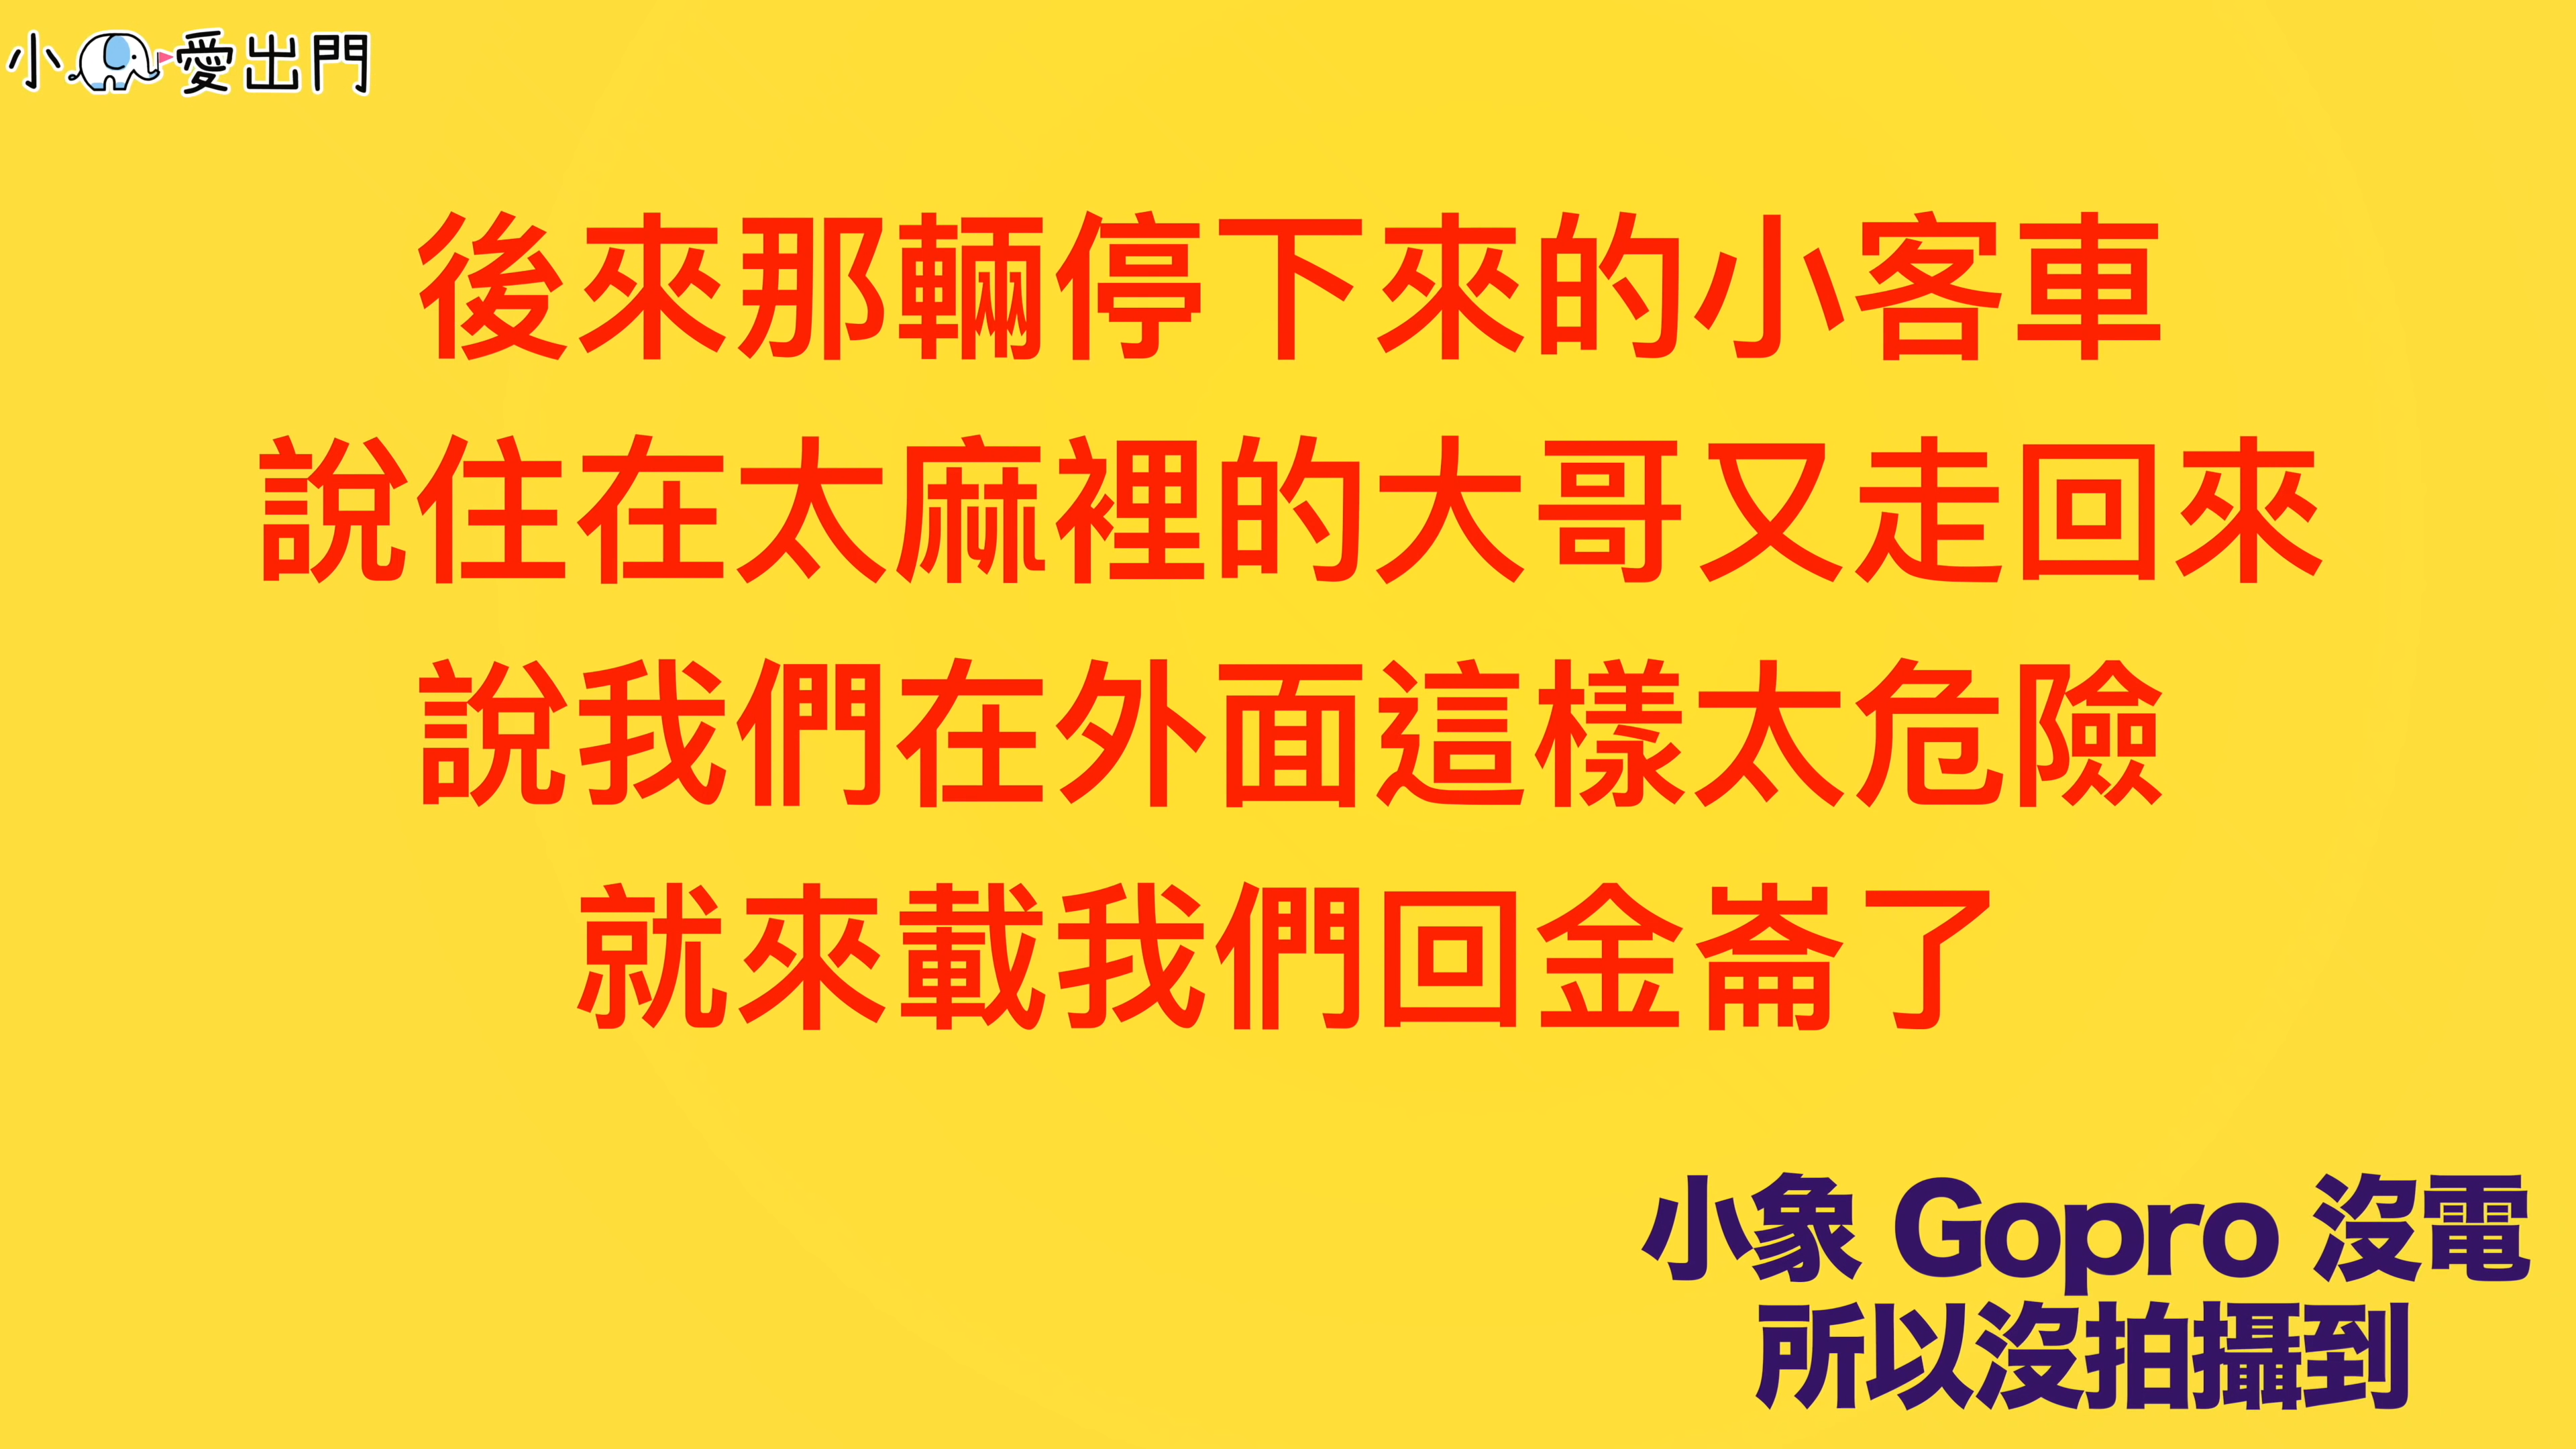 小愛出門
後來那輛停下來的小客車
說住在太麻裡的大哥又走回來
說我們在外面這樣太危險
就來載我們回金崙了
小象 Gopro 沒電
所以沒拍攝到